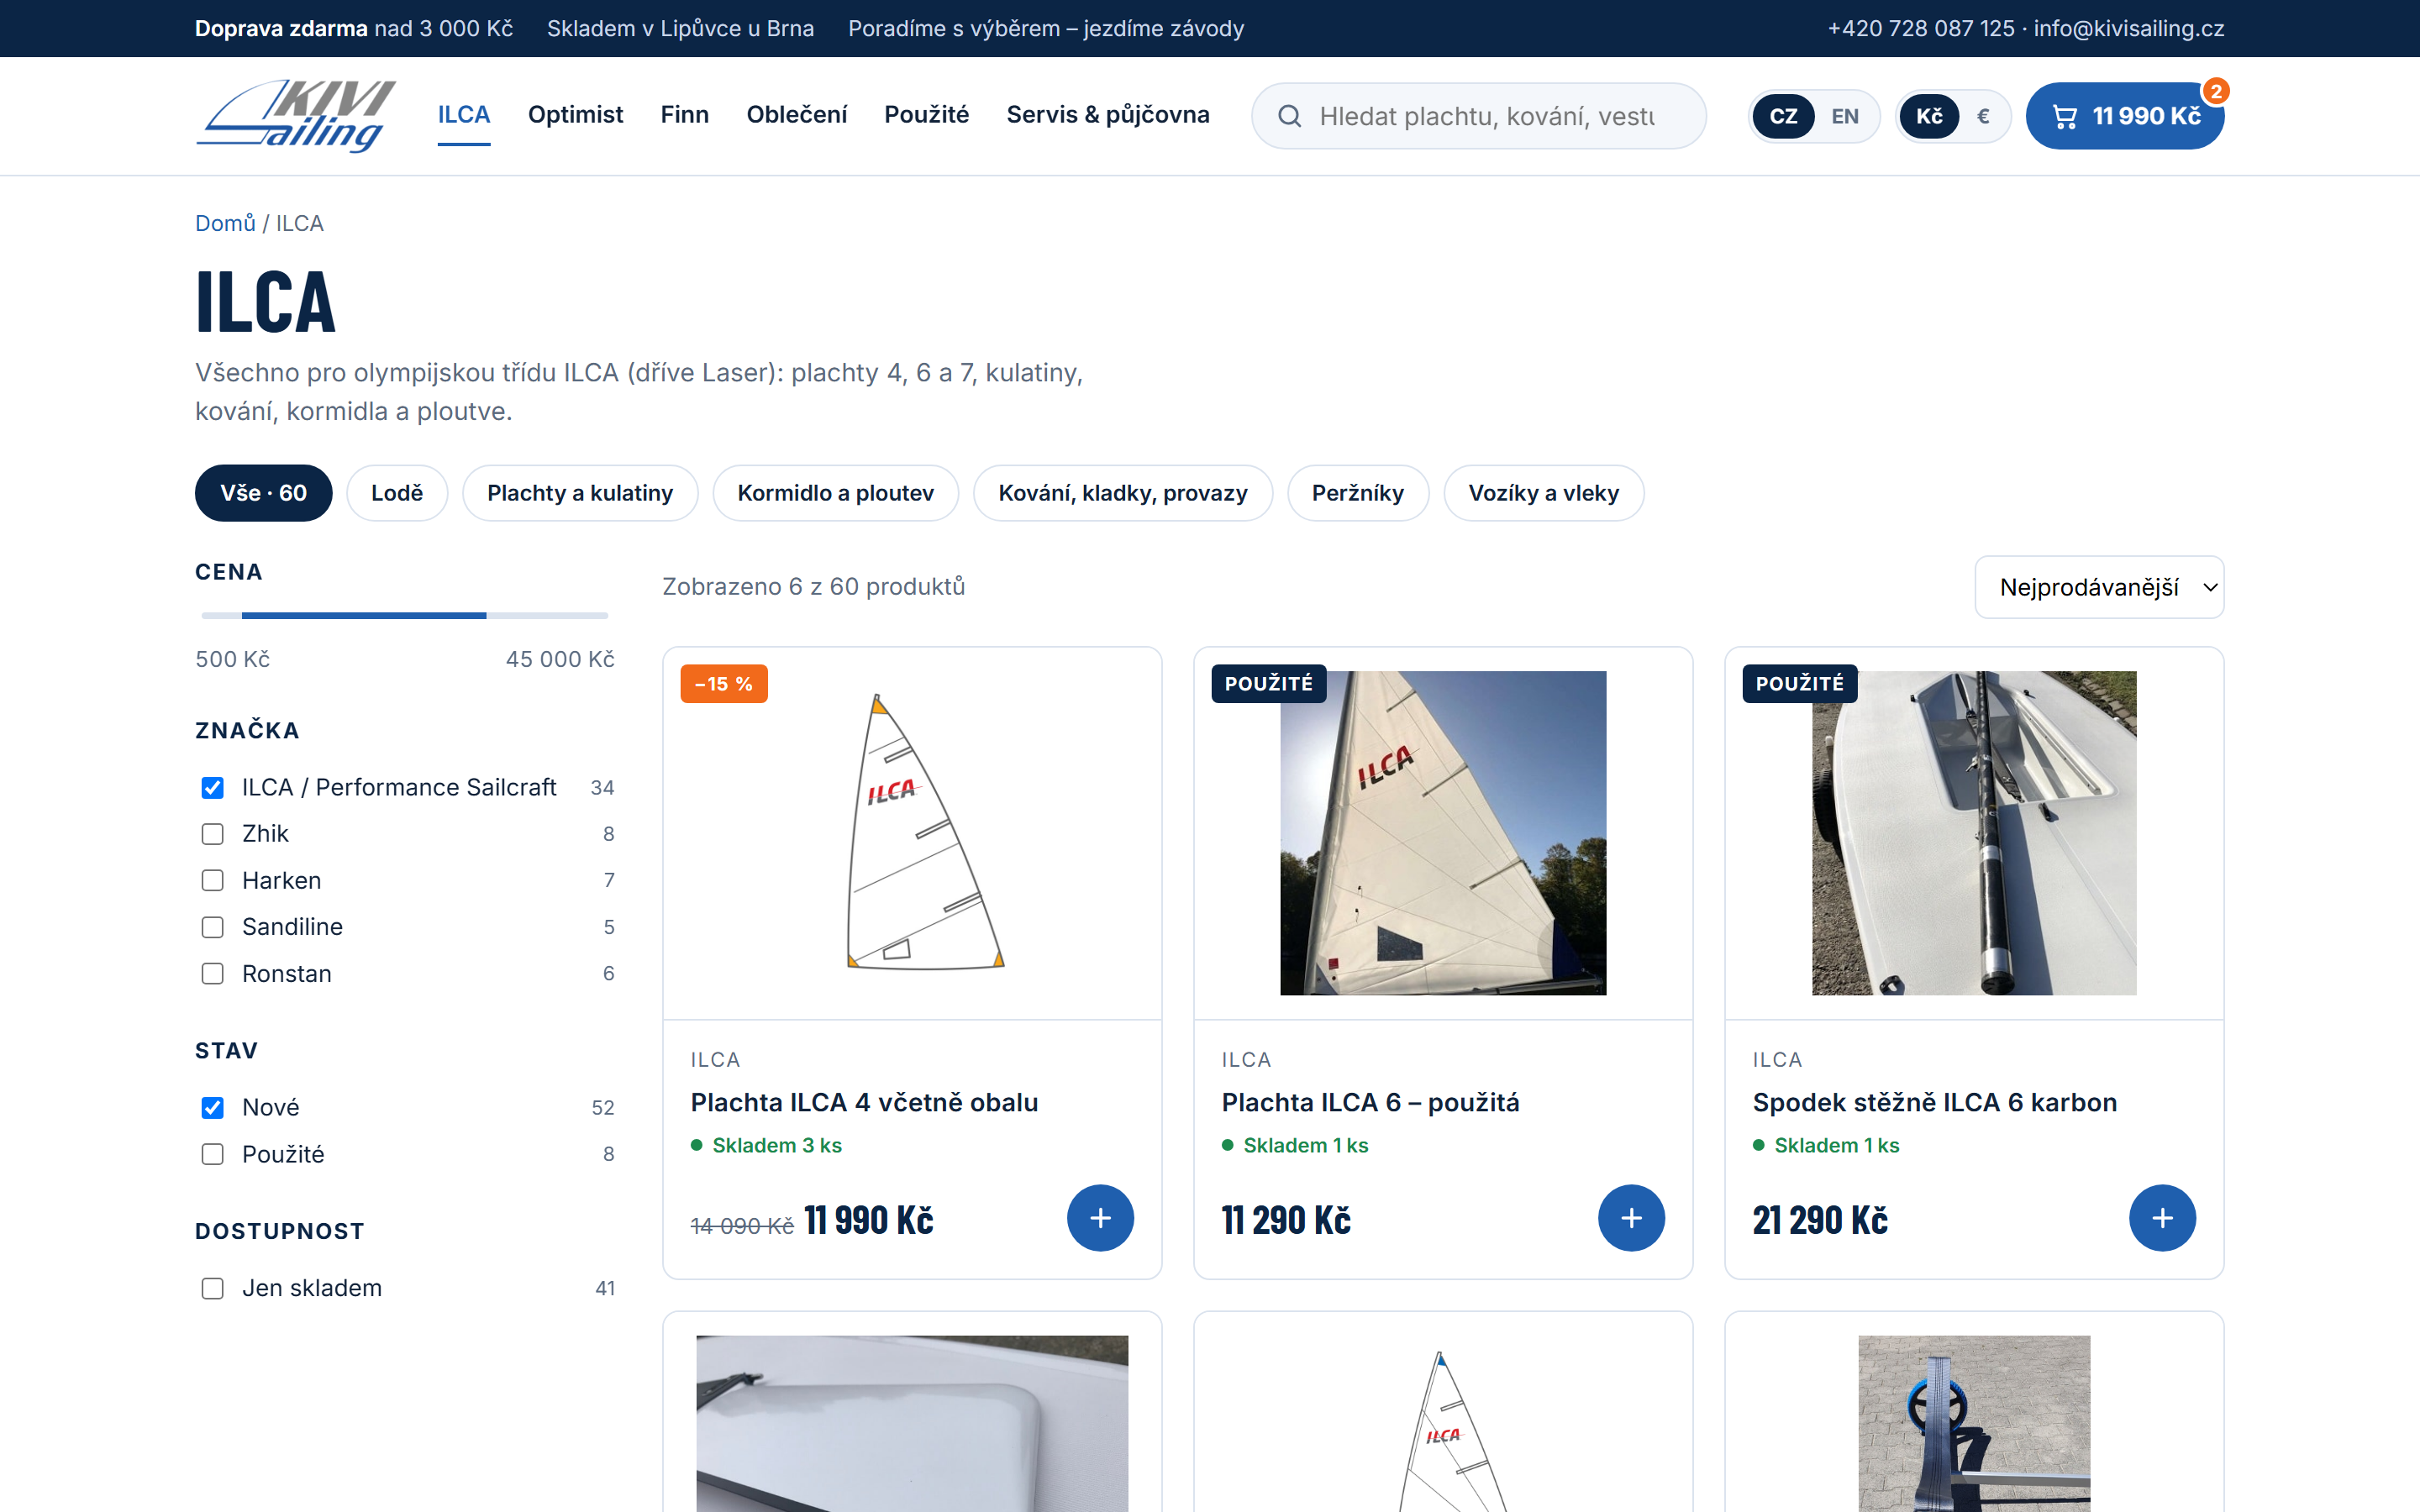 Doprava zdarma nad 3 000 Kč Skladem v Lipůvce u Brna Poradíme s výběrem – jezdíme závody +420 728 087 125 · info@kivisailing.cz
KIVI
Sailing
ILCA Optimist Finn Oblečení Použité Servis & půjčovna Hledat plachtu, kování, vestu CZ EN Kč € 11 990 Kč 2
Domů / ILCA
ILCA
Všechno pro olympijskou třídu ILCA (dříve Laser): plachty 4, 6 a 7, kulatiny,
kování, kormidla a ploutve.
Vše · 60 Lodě Plachty a kulatiny Kormidlo a ploutev Kování, kladky, provazy Peržníky Vozíky a vleky
CENA
500 Kč 45 000 Kč
ZNAČKA
ILCA / Performance Sailcraft 34
Zhik 8
Harken 7
Sandiline 5
Ronstan 6
STAV
Nové 52
Použité 8
DOSTUPNOST
Jen skladem 41
Zobrazeno 6 z 60 produktů Nejprodávanější
−15 %
ILCA
ILCA
Plachta ILCA 4 včetně obalu
Skladem 3 ks
14 090 Kč 11 990 Kč
POUŽITÉ
ILCA
ILCA
Plachta ILCA 6 – použitá
Skladem 1 ks
11 290 Kč
POUŽITÉ
ILCA
Spodek stěžně ILCA 6 karbon
Skladem 1 ks
21 290 Kč
ILCA